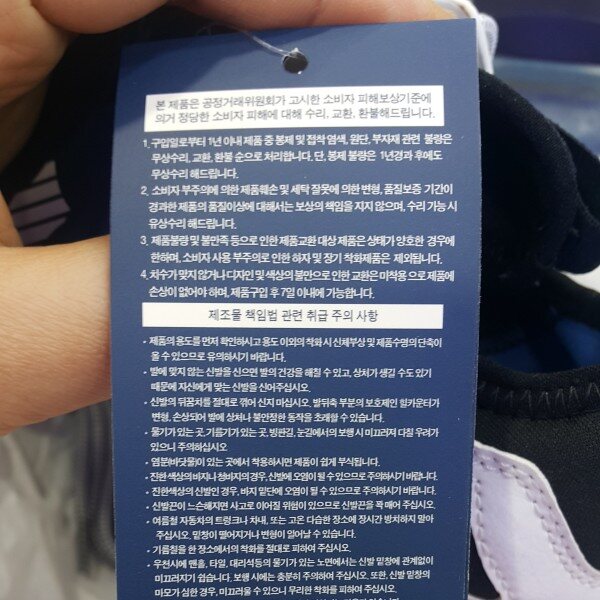 본 제품은 공정거래위원회가 고시한 소비자 피해보상기준에
의거 정당한 소비자 피해에 대해 수리, 교환, 환불해드립니다.
1. 구입일로부터 1년 이내 제품 중 봉제 및 접착 염색, 원단, 부자재 관련 불량은
무상수리, 교환, 환불 순으로 처리합니다. 단, 봉제 불량은 1년경과 후에도
무상수리 해드립니다.
2. 소비자 부주의에 의한 제품훼손 및 세탁 잘못에 의한 변형, 품질보증 기간이
경과한 제품의 품질이상에 대해서는 보상의 책임을 지지 않으며, 수리 가능 시
유상수리 해드립니다.
3. 제품불량 및 불만족 등으로 인한 제품교환 대상 제품은 상태가 양호한 경우에
한하며, 소비자 사용 부주의로 인한 하자 및 장기 착화제품은 제외됩니다.
4. 치수가 맞지 않거나 디자인 및 색상의 불만으로 인한 교환은 미착용 으로 제품에
손상이 없어야 하며, 제품구입 후 7일 이내에 가능합니다.
제조물 책임법 관련 취급 주의 사항
• 제품의 용도를 먼저 확인하시고 용도 이외의 착화 시 신체부상 및 제품수명의 단축이
올 수 있으므로 유의하시기 바랍니다.
• 발에 맞지 않는 신발을 신으면 발의 건강을 해칠 수 있고, 상처가 생길 수도 있기
때문에 자신에게 맞는 신발을 신어주십시오.
• 신발의 뒤꿈치를 절대로 꺾어 신지 마십시오. 발뒤축 부분의 보호제인 힐카운터가
변형, 손상되어 발에 상처나 불안정한 동작을 초래할 수 있습니다.
• 물기가 있는 곳, 기름기가 있는 곳, 빙판길, 눈길에서의 보행 시 미끄러져 다칠 우려가
있으니 주의하십시오
• 염분(바닷물)이 있는 곳에서 착용하시면 제품이 쉽게 부식됩니다.
• 진한 색상의 바지나 청바지의 경우, 신발에 오염이 될 수 있으므로 주의하시기 바랍니다.
• 진한색상의 신발인 경우, 바지 밑단에 오염이 될 수 있으므로 주의하시기 바랍니다.
• 신발끈이 느슨해지면 사고로 이어질 위험이 있으므로 신발끈을 꽉 매어 주십시오.
• 여름철 자동차의 트렁크나 차내, 또는 고온 다습한 장소에 장시간 방치하지 말아
주십시오, 밑창이 떨어지거나 변형이 일어날 수 있습니다.
• 기름칠을 한 장소에서의 착화를 절대로 피하여 주십시오.
• 우천시에 맨홀, 타일, 대리석등의 물기가 있는 노면에서는 신발 밑창에 관계없이
미끄러지기 쉽습니다. 보행 시에는 충분히 주의하여 주십시오. 또한, 신발 밑창의
마모가 심한 경우, 미끄러울 수 있으니 무리한 착화를 피하여 주십시오.